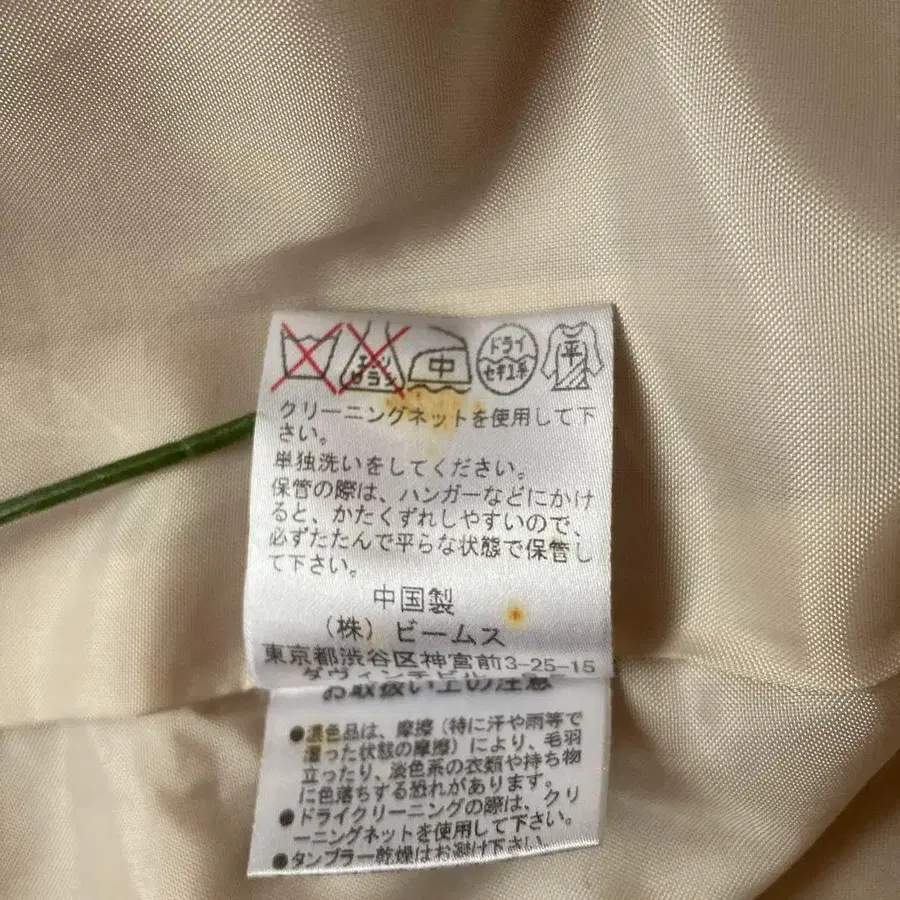 エンソ
サラシ
中
ドライ
セキユ系
平
クリーニングネットを使用して下
さい。
単独洗いをしてください。
保管の際は、ハンガーなどにかけ
ると、かたくずれしやすいので、
必ずたたんで平らな状態で保管し
て下さい。
中国製
(株) ビームス
東京都渋谷区神宮前3-25-15
ダヴィンチビル
お取扱い上の注意
●濃色品は、摩擦(特に汗や雨等で
湿った状態の摩擦)により、毛羽
立ったり、淡色系の衣類や持ち物
に色落ちする恐れがあります。
●ドライクリーニングの際は、クリ
ーニングネットを使用して下さい。
●タンブラー乾燥はお避け下さい。